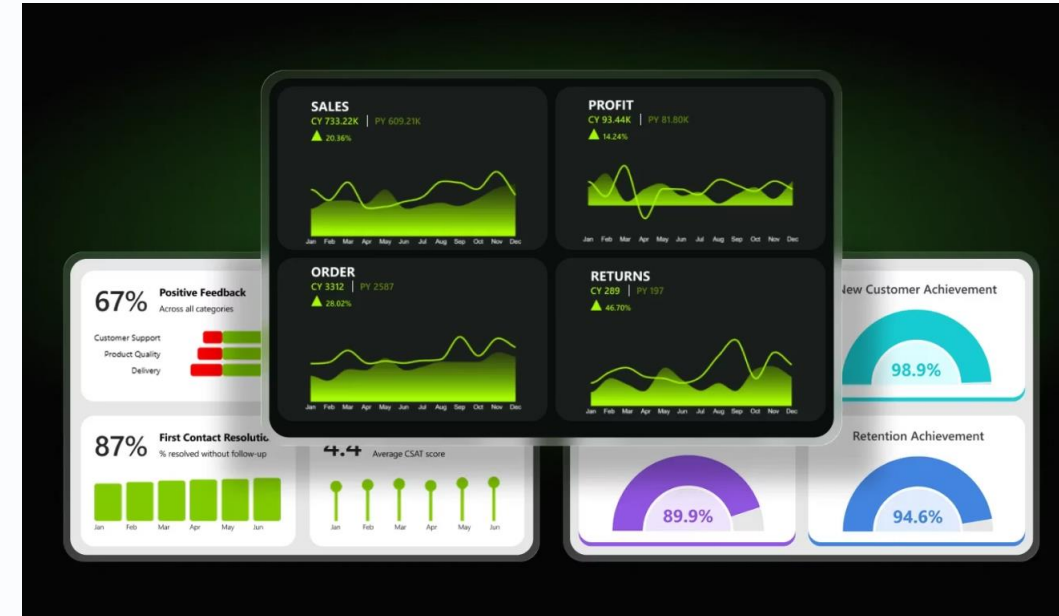 SALES
CY 733.22K | PY 609.21K
20.36%
Jan Feb Mar Apr May Jun Jul Aug Sep Oct Nov Dec
PROFIT
CY 93.44K | PY 81.80K
14.24%
Jan Feb Mar Apr May Jun Jul Aug Sep Oct Nov Dec
ORDER
CY 3312 | PY 2587
28.02%
Jan Feb Mar Apr May Jun Jul Aug Sep Oct Nov Dec
RETURNS
CY 289 | PY 197
46.70%
Jan Feb Mar Apr May Jun Jul Aug Sep Oct Nov Dec
67% Positive Feedback
Across all categories
Customer Support
Product Quality
Delivery
87% First Contact
% resolved without follow-up
Jan Feb Mar Apr May Jun
4.4 Average CSAT score
Jan Feb Mar Apr May Jun
New Customer Achievement
98.9%
89.9%
Retention Achievement
94.6%